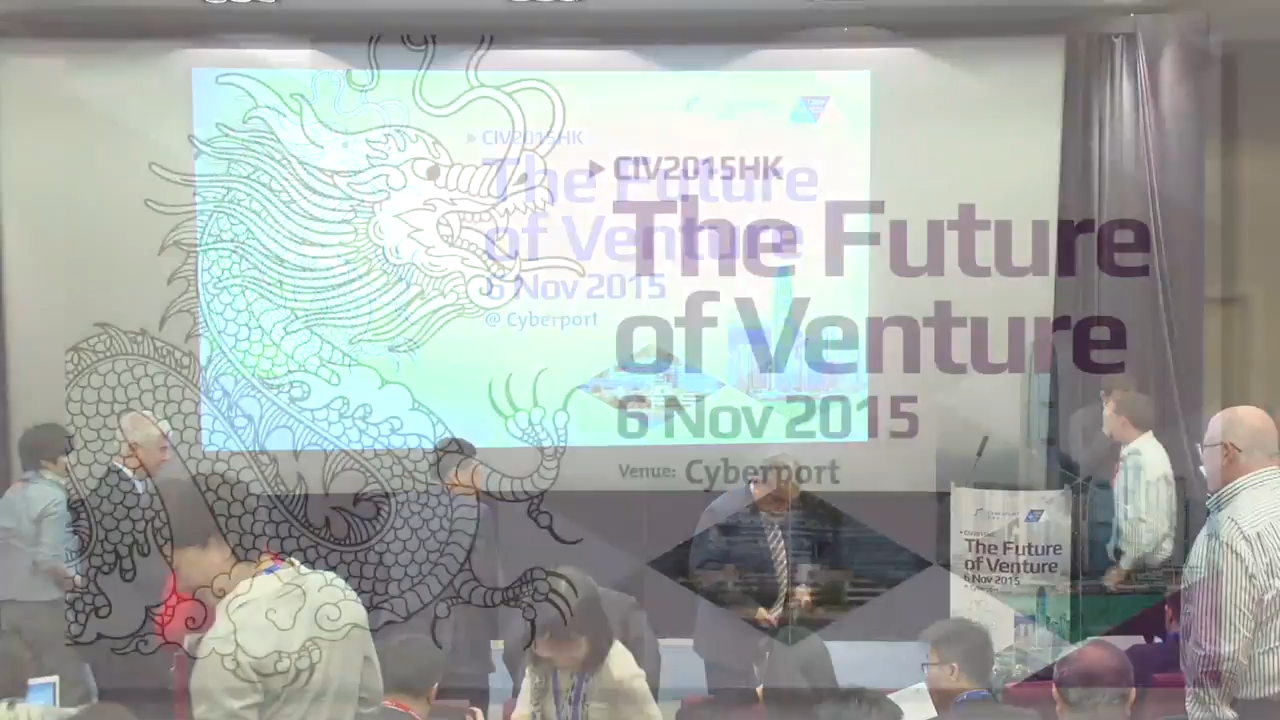 CIV2015HK
The Future
of Venture
6 Nov 2015
@ Cyberport
CIV2015HK
The Future
of Venture
6 Nov 2015
Venue: Cyberport
The Future
of Venture
6 Nov 2015